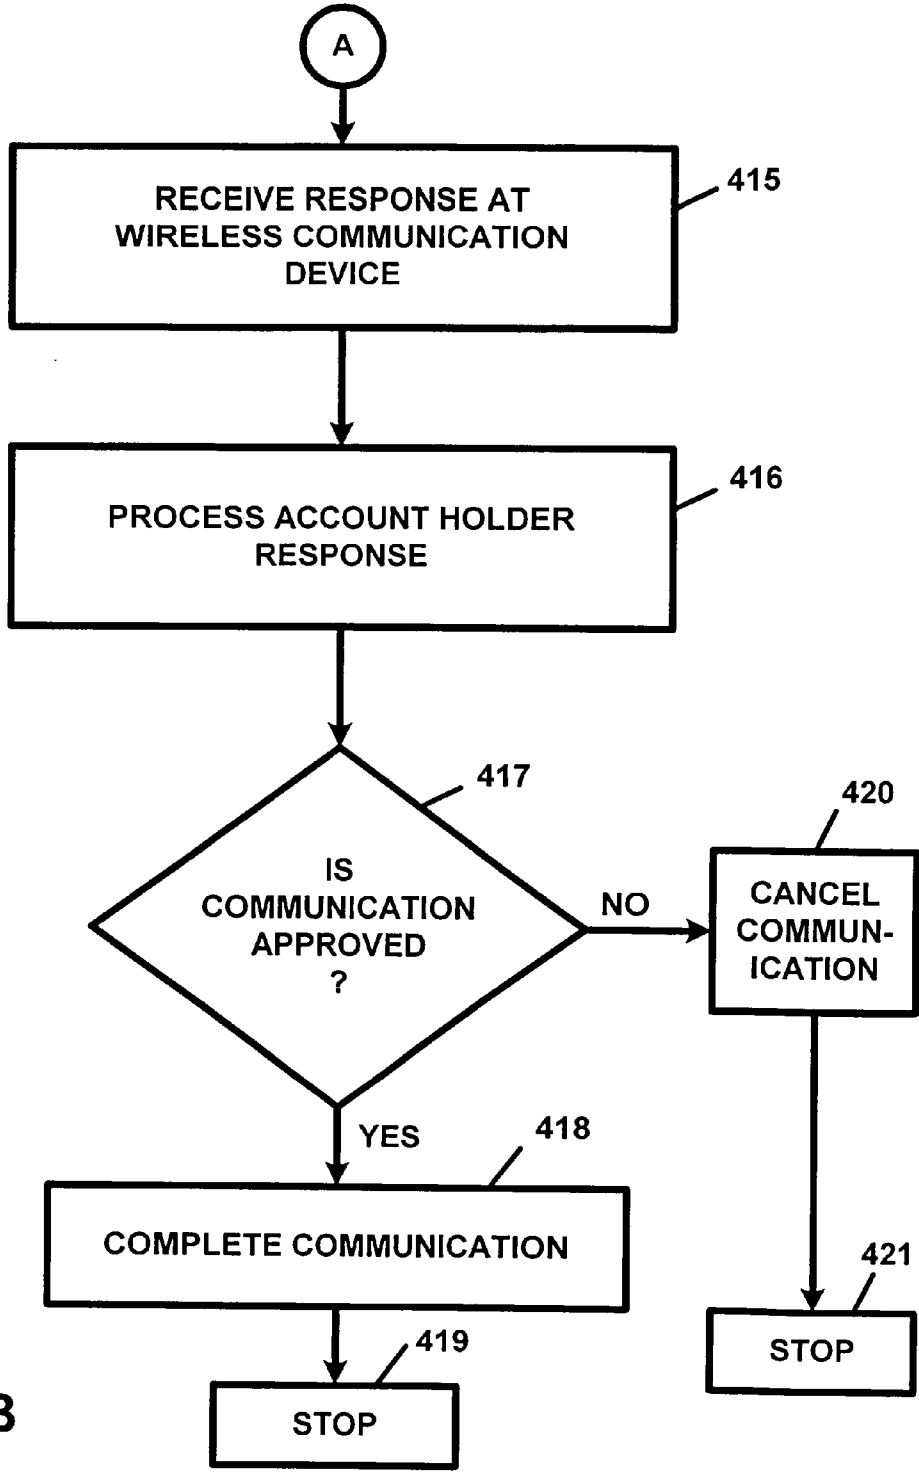 A
RECEIVE RESPONSE AT
WIRELESS COMMUNICATION
DEVICE
415
PROCESS ACCOUNT HOLDER
RESPONSE
416
IS
COMMUNICATION
APPROVED
?
417
NO
420
CANCEL
COMMUN-
ICATION
YES
418
COMPLETE COMMUNICATION
421
STOP
419
STOP